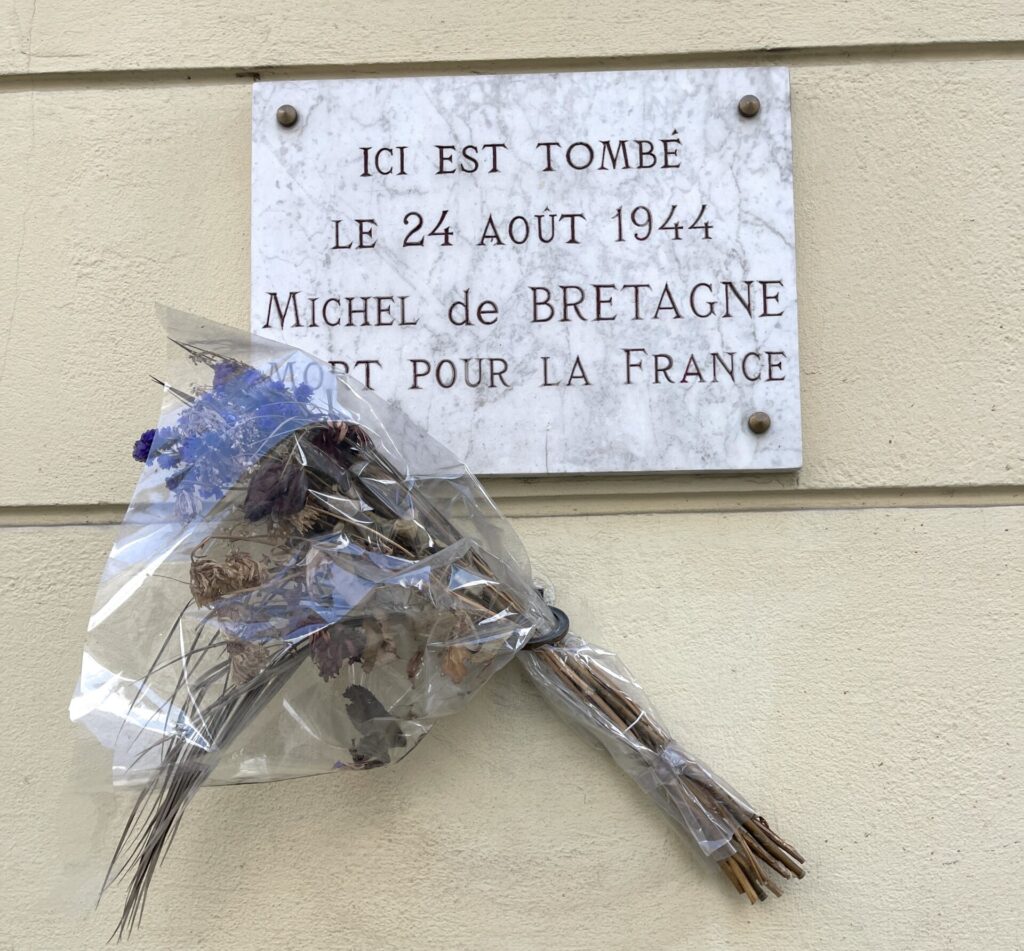 ICI EST TOMBÉ
LE 24 AOÛT 1944
MICHEL de BRETAGNE
MORT POUR LA FRANCE